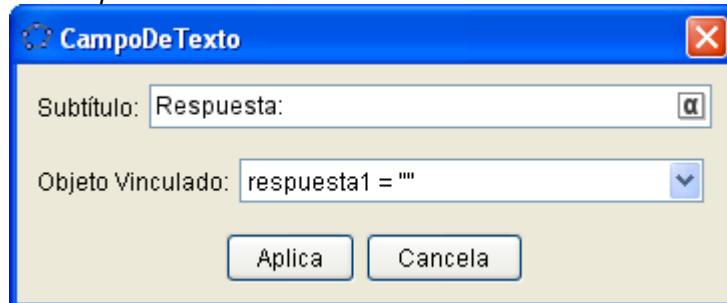 CampoDeTexto
Subtítulo: Respuesta: α
Objeto Vinculado: respuesta1 = ""
Aplica Cancela